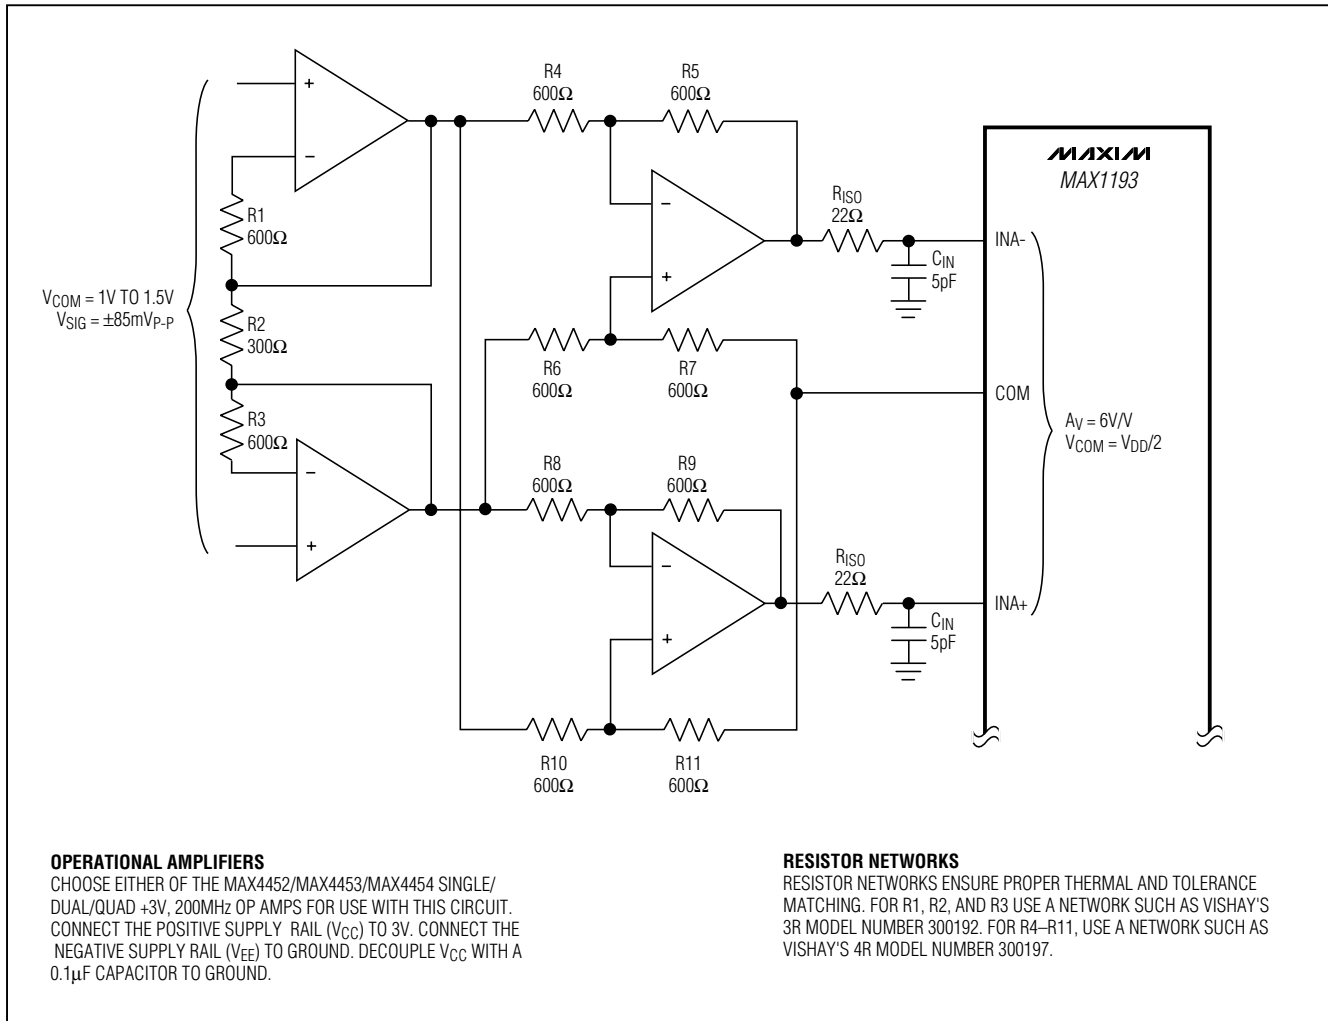 R4
600Ω
R5
600Ω
+
−
MAXIM
MAX1193
R1
600Ω
−
+
RISO
22Ω
INA-
CIN
5pF
VCOM = 1V TO 1.5V
VSIG = ±85mVP-P
R2
300Ω
R6
600Ω
R7
600Ω
COM
R3
600Ω
AV = 6V/V
VCOM = VDD/2
−
+
R8
600Ω
R9
600Ω
−
+
RISO
22Ω
INA+
CIN
5pF
R10
600Ω
R11
600Ω
OPERATIONAL AMPLIFIERS
CHOOSE EITHER OF THE MAX4452/MAX4453/MAX4454 SINGLE/
DUAL/QUAD +3V, 200MHz OP AMPS FOR USE WITH THIS CIRCUIT.
CONNECT THE POSITIVE SUPPLY RAIL (VCC) TO 3V. CONNECT THE
NEGATIVE SUPPLY RAIL (VEE) TO GROUND. DECOUPLE VCC WITH A
0.1µF CAPACITOR TO GROUND.
RESISTOR NETWORKS
RESISTOR NETWORKS ENSURE PROPER THERMAL AND TOLERANCE
MATCHING. FOR R1, R2, AND R3 USE A NETWORK SUCH AS VISHAY'S
3R MODEL NUMBER 300192. FOR R4–R11, USE A NETWORK SUCH AS
VISHAY'S 4R MODEL NUMBER 300197.